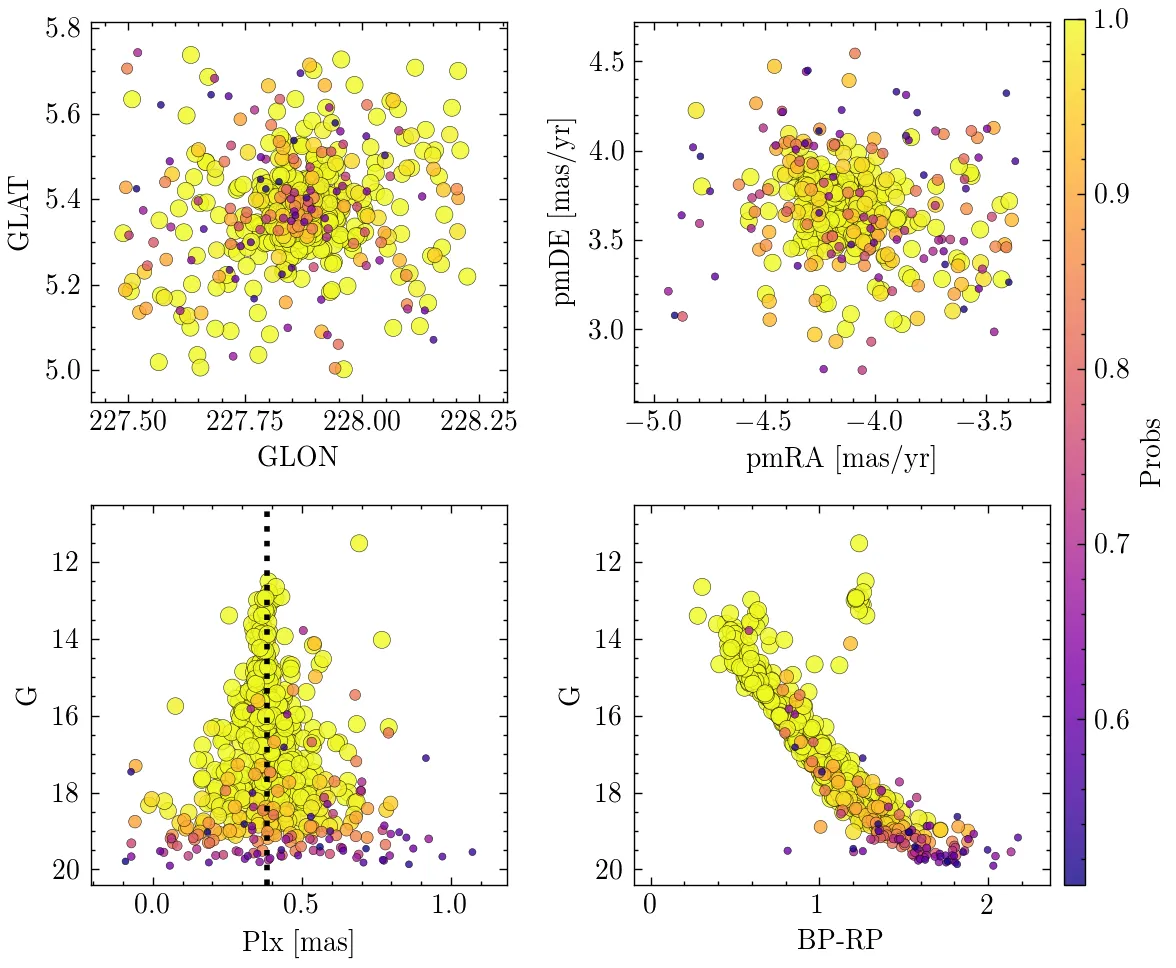 5.8
5.6
5.4
5.2
5.0
GLAT
227.50 227.75 228.00 228.25
GLON
4.5
4.0
3.5
3.0
pmDE [mas/yr]
−5.0 −4.5 −4.0 −3.5
pmRA [mas/yr]
12
14
16
18
20
G
0.0 0.5 1.0
Plx [mas]
12
14
16
18
20
G
0 1 2
BP-RP
1.0
0.9
0.8
0.7
0.6
Probs